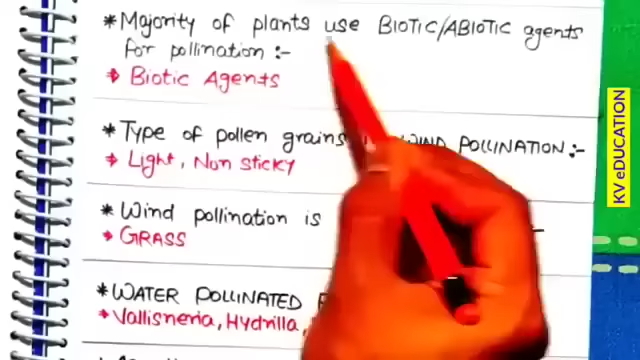 * Majority of plants use BIOTIC/ABIOTIC agents
for pollination :-
→ Biotic Agents
* Type of pollen grains WIND POLLINATION :-
→ Light, Non sticky
* Wind pollination is
→ GRASS
* WATER POLLINATED
* Vallisneria, Hydrilla,
KV eDUCATION